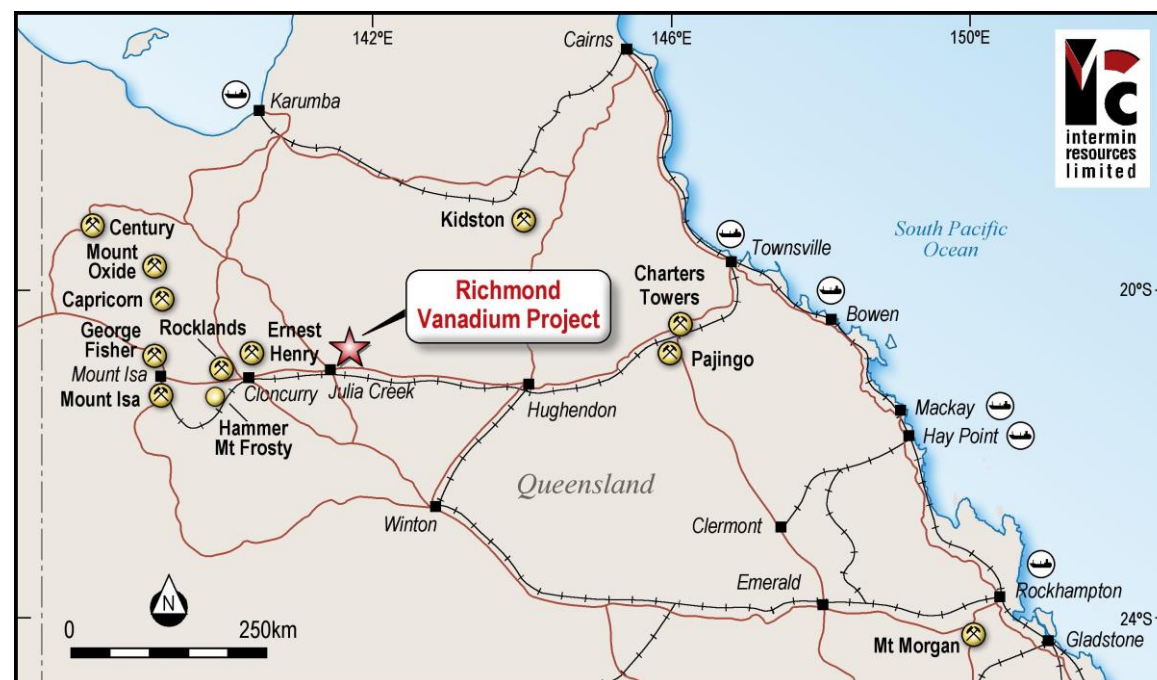 142°E
146°E
150°E
Cairns
Karumba
intermin
resources
limited
Kidston
Century
Mount
Oxide
Capricorn
George
Fisher
Mount Isa
Mount Isa
Rocklands
Ernest
Henry
Cloncurry
Julia Creek
Hammer
Mt Frosty
Richmond
Vanadium Project
Charters
Towers
Pajingo
Townsville
South Pacific
Ocean
20°S
Bowen
Hughendon
Mackay
Hay Point
Queensland
Winton
Clermont
Emerald
Rockhampton
24°S
Mt Morgan
Gladstone
N
0
250km